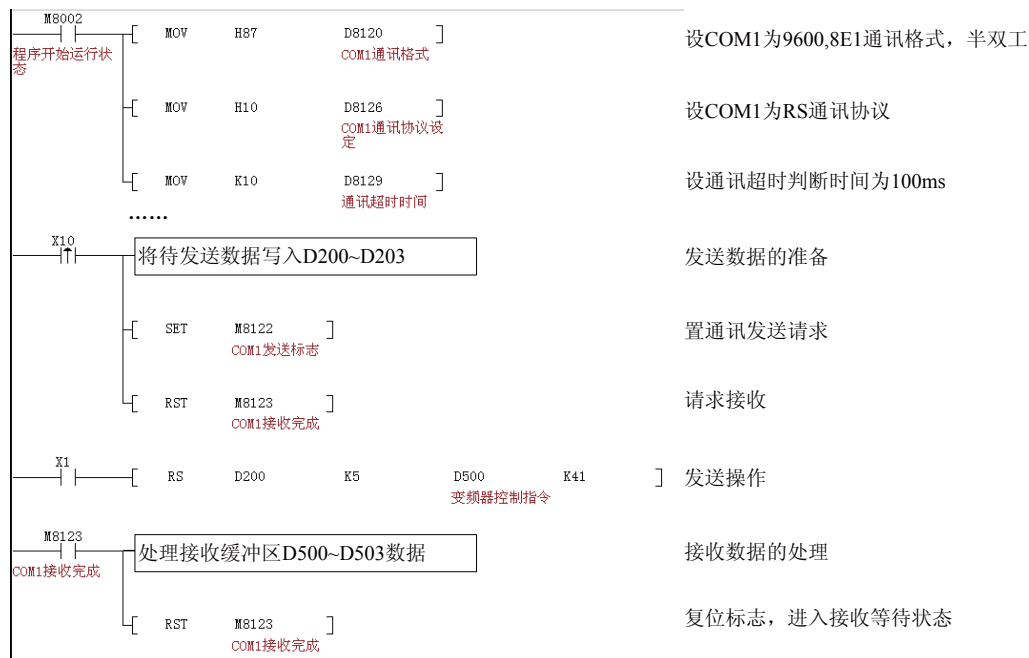 M8002
MOV H87 D8120 设COM1为9600,8E1通讯格式，半双工
程序开始运行状态
COM1通讯格式
MOV H10 D8126 设COM1为RS通讯协议
COM1通讯协议设定
MOV K10 D8129 设通讯超时判断时间为100ms
通讯超时时间
……
X10
将待发送数据写入D200~D203 发送数据的准备
SET M8122 置通讯发送请求
COM1发送标志
RST M8123 请求接收
COM1接收完成
X1
RS D200 K5 D500 K41 发送操作
变频器控制指令
M8123
处理接收缓冲区D500~D503数据 接收数据的处理
COM1接收完成
RST M8123 复位标志，进入接收等待状态
COM1接收完成